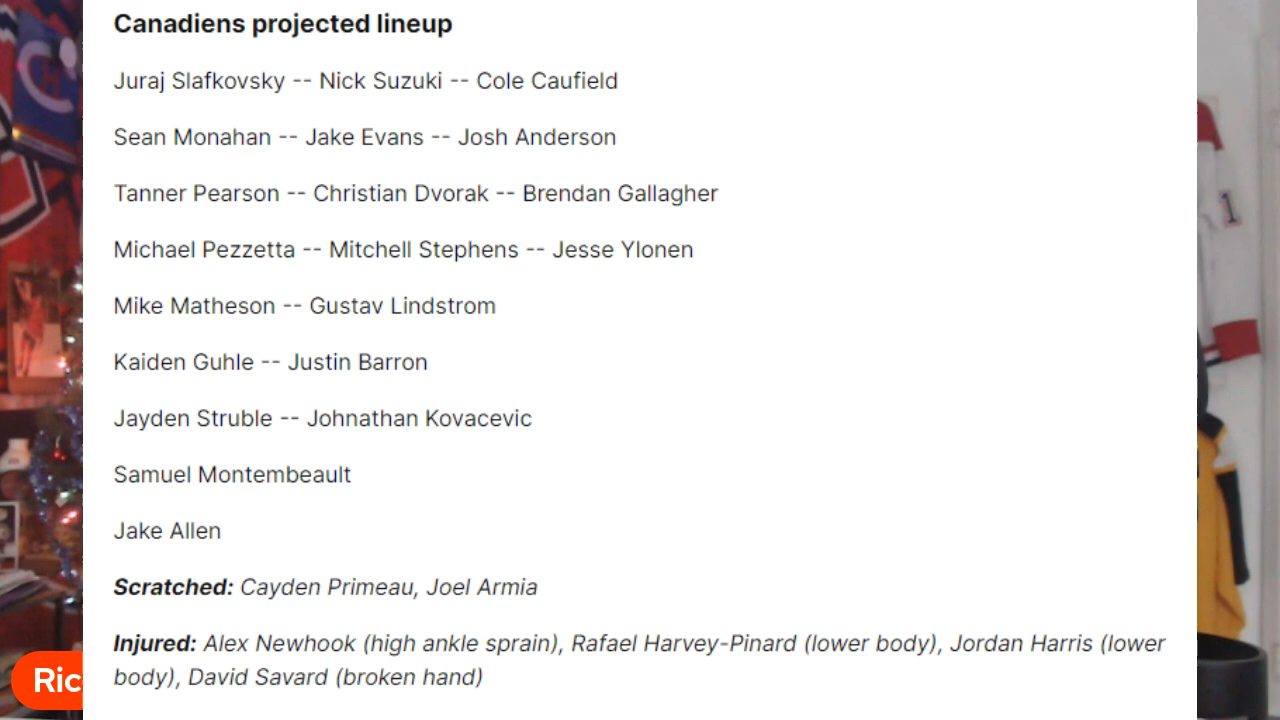 Canadiens projected lineup
Juraj Slafkovsky -- Nick Suzuki -- Cole Caufield
Sean Monahan -- Jake Evans -- Josh Anderson
Tanner Pearson -- Christian Dvorak -- Brendan Gallagher
Michael Pezzetta -- Mitchell Stephens -- Jesse Ylonen
Mike Matheson -- Gustav Lindstrom
Kaiden Guhle -- Justin Barron
Jayden Struble -- Johnathan Kovacevic
Samuel Montembeault
Jake Allen
Scratched: Cayden Primeau, Joel Armia
Injured: Alex Newhook (high ankle sprain), Rafael Harvey-Pinard (lower body), Jordan Harris (lower
body), David Savard (broken hand)
Ric
1